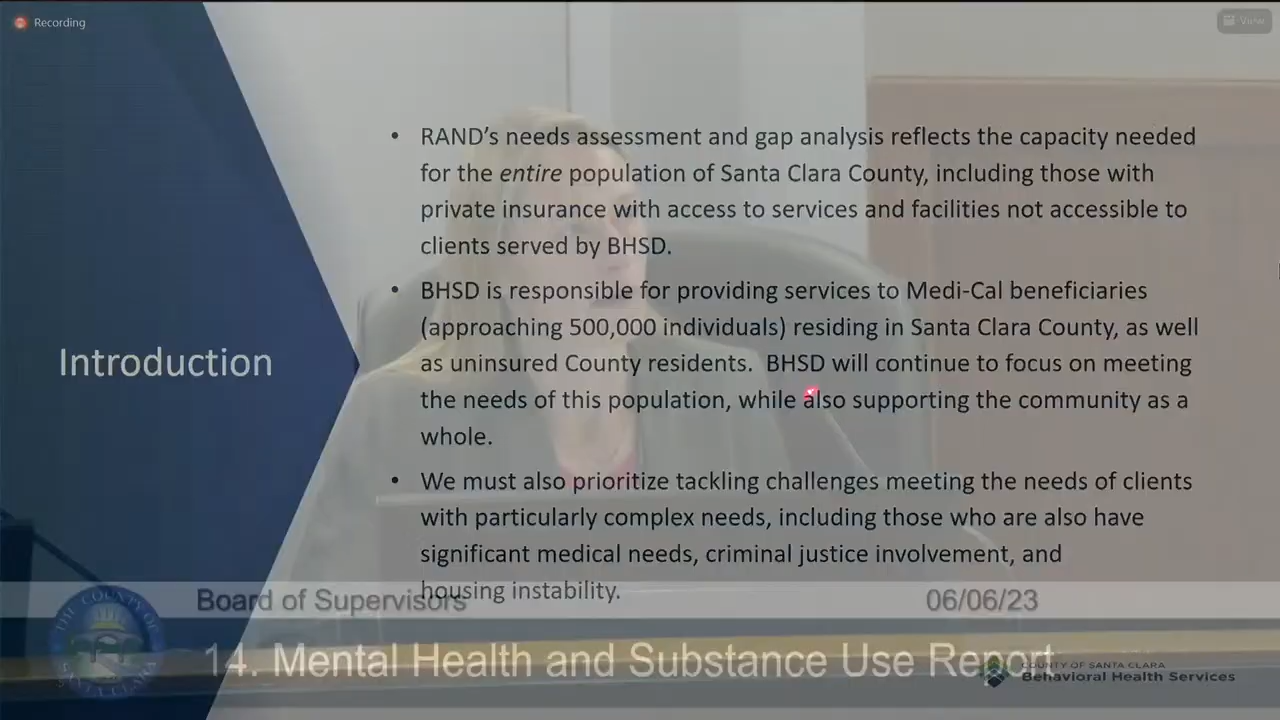 Recording
View
Introduction
• RAND's needs assessment and gap analysis reflects the capacity needed
for the entire population of Santa Clara County, including those with
private insurance with access to services and facilities not accessible to
clients served by BHSD.
• BHSD is responsible for providing services to Medi-Cal beneficiaries
(approaching 500,000 individuals) residing in Santa Clara County, as well
as uninsured County residents. BHSD will continue to focus on meeting
the needs of this population, while also supporting the community as a
whole.
• We must also prioritize tackling challenges meeting the needs of clients
with particularly complex needs, including those who are also have
significant medical needs, criminal justice involvement, and
housing instability.
Board of Supervisors 06/06/23
14. Mental Health and Substance Use Report
THE COUNTY OF
SANTA CLARA
COUNTY OF SANTA CLARA
Behavioral Health Services